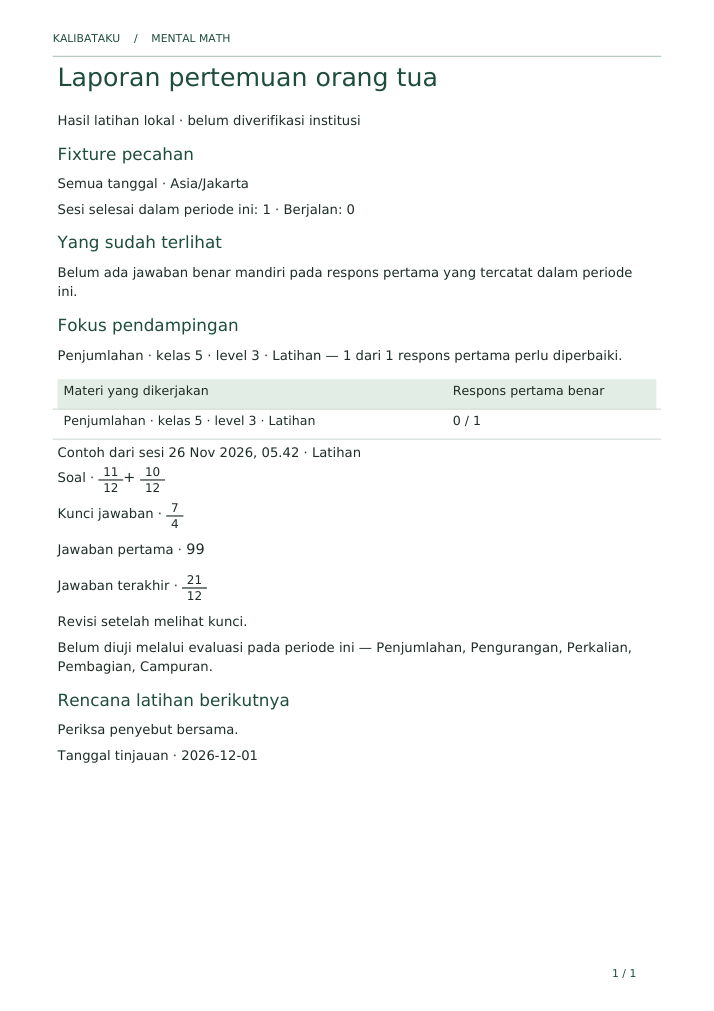 KALIBATAKU / MENTAL MATH
Laporan pertemuan orang tua
Hasil latihan lokal · belum diverifikasi institusi
Fixture pecahan
Semua tanggal · Asia/Jakarta
Sesi selesai dalam periode ini: 1 · Berjalan: 0
Yang sudah terlihat
Belum ada jawaban benar mandiri pada respons pertama yang tercatat dalam periode
ini.
Fokus pendampingan
Penjumlahan · kelas 5 · level 3 · Latihan — 1 dari 1 respons pertama perlu diperbaiki.
Materi yang dikerjakan Respons pertama benar
Penjumlahan · kelas 5 · level 3 · Latihan 0 / 1
Contoh dari sesi 26 Nov 2026, 05.42 · Latihan
Soal · 11/12 + 10/12
Kunci jawaban · 7/4
Jawaban pertama · 99
Jawaban terakhir · 21/12
Revisi setelah melihat kunci.
Belum diuji melalui evaluasi pada periode ini — Penjumlahan, Pengurangan, Perkalian,
Pembagian, Campuran.
Rencana latihan berikutnya
Periksa penyebut bersama.
Tanggal tinjauan · 2026-12-01
1 / 1